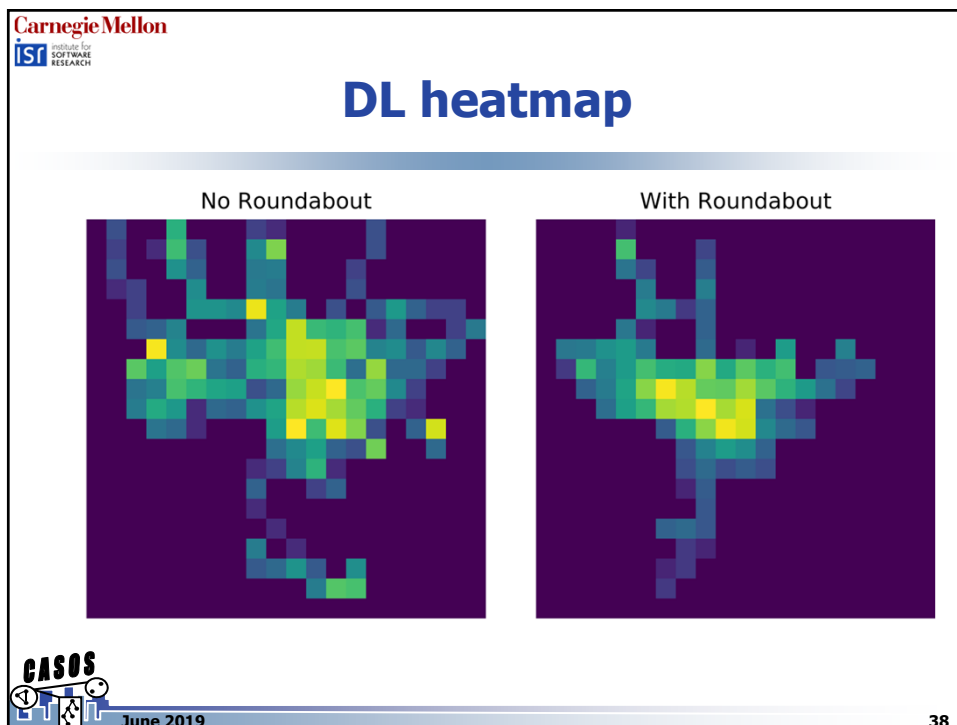 Carnegie Mellon
isr institute for
SOFTWARE
RESEARCH
DL heatmap
No Roundabout
With Roundabout
CASOS
June 2019
38